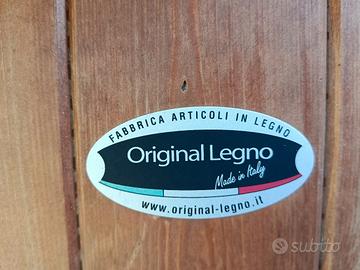 FABBRICA ARTICOLI IN LEGNO
Original Legno
Made in Italy
www.original-legno.it
subito